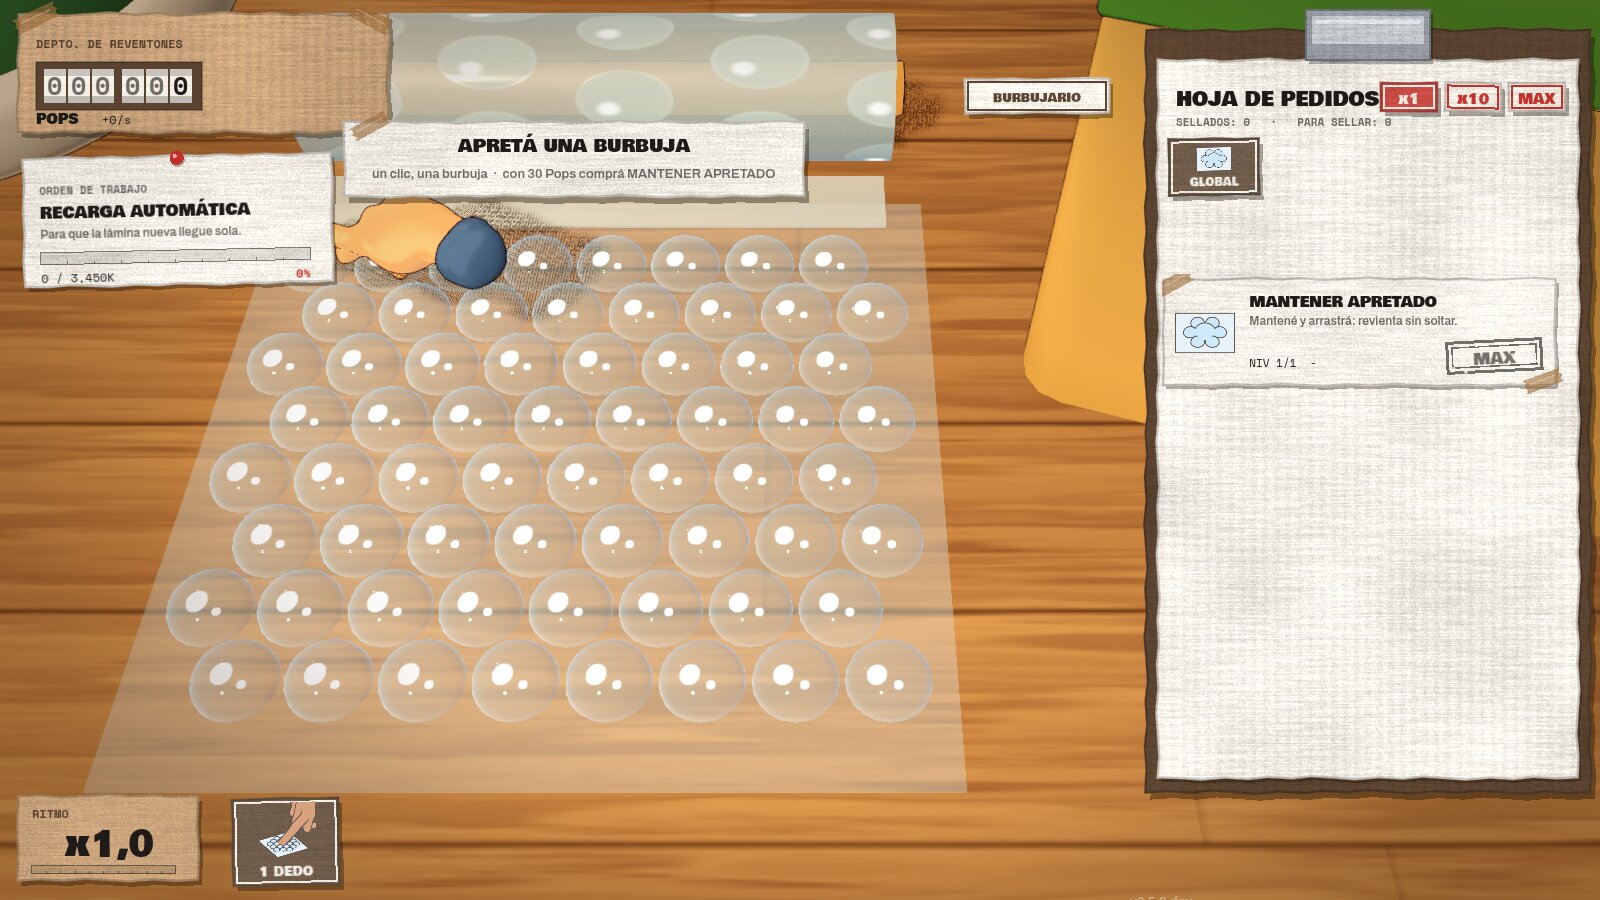 DEPTO. DE REVENTONES
000000
POPS +0/s
ORDEN DE TRABAJO
RECARGA AUTOMÁTICA
Para que la lámina nueva llegue sola.
0 / 3.450K 0%
APRETÁ UNA BURBUJA
un clic, una burbuja · con 30 Pops comprá MANTENER APRETADO
BURBUJARIO
HOJA DE PEDIDOS x1 x10 MAX
SELLADOS: 0 · PARA SELLAR: 0
GLOBAL
MANTENER APRETADO
Mantené y arrastrá: revienta sin soltar.
NIV 1/1 -
MAX
RITMO
x1,0
1 DEDO